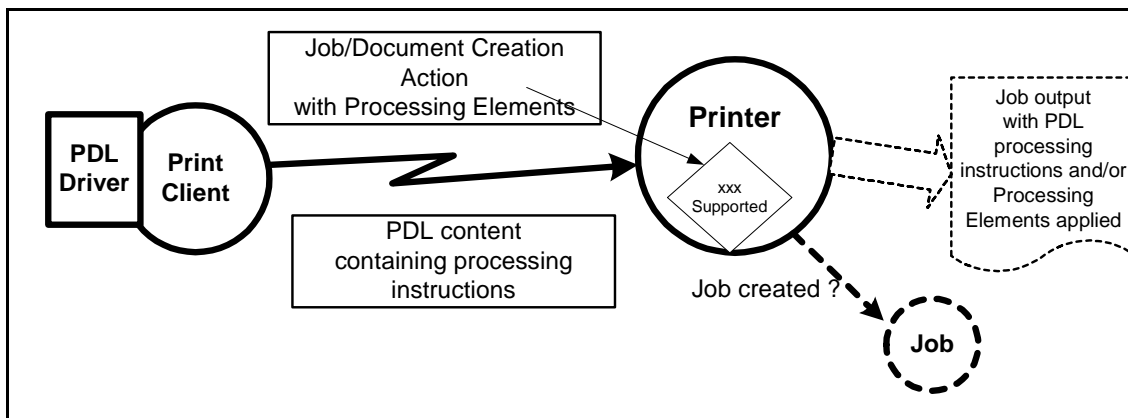 PDL
Driver
Print
Client
Job/Document Creation
Action
with Processing Elements
PDL content
containing processing
instructions
Printer
xxx
Supported
Job created ?
Job
Job output
with PDL
processing
instructions and/or
Processing
Elements applied